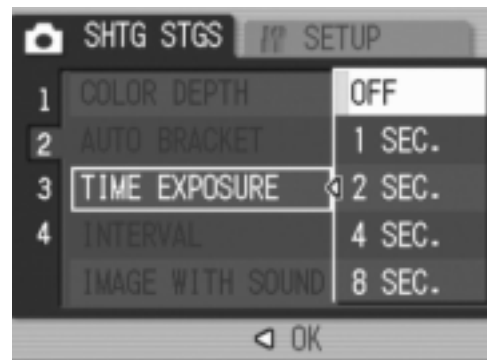 SHTG STGS SETUP
1 COLOR DEPTH OFF
2 AUTO BRACKET 1 SEC.
3 TIME EXPOSURE 2 SEC.
4 INTERVAL 4 SEC.
IMAGE WITH SOUND 8 SEC.
OK